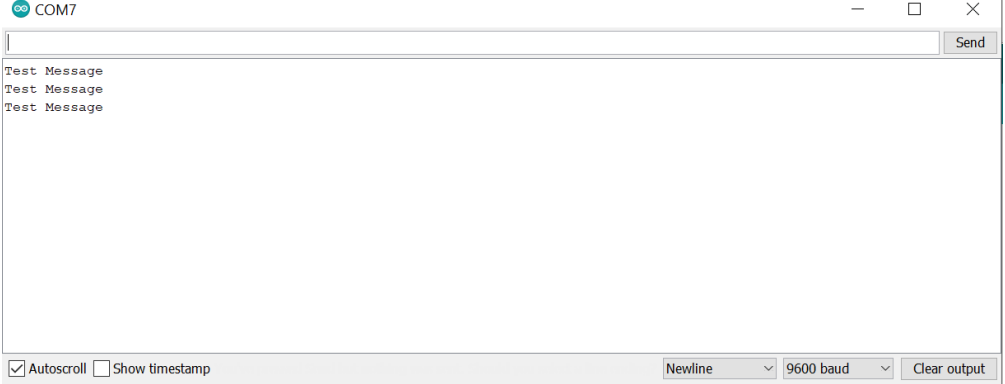 COM7
Send
Test Message
Test Message
Test Message
Autoscroll Show timestamp Newline 9600 baud Clear output